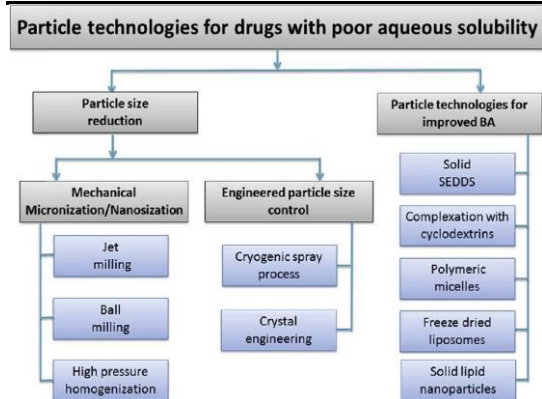 Particle technologies for drugs with poor aqueous solubility
Particle size
reduction
Particle technologies for
improved BA
Mechanical
Micronization/Nanosization
Engineered particle size
control
Jet
milling
Ball
milling
High pressure
homogenization
Cryogenic spray
process
Crystal
engineering
Solid
SEDDS
Complexation with
cyclodextrins
Polymeric
micelles
Freeze dried
liposomes
Solid lipid
nanoparticles